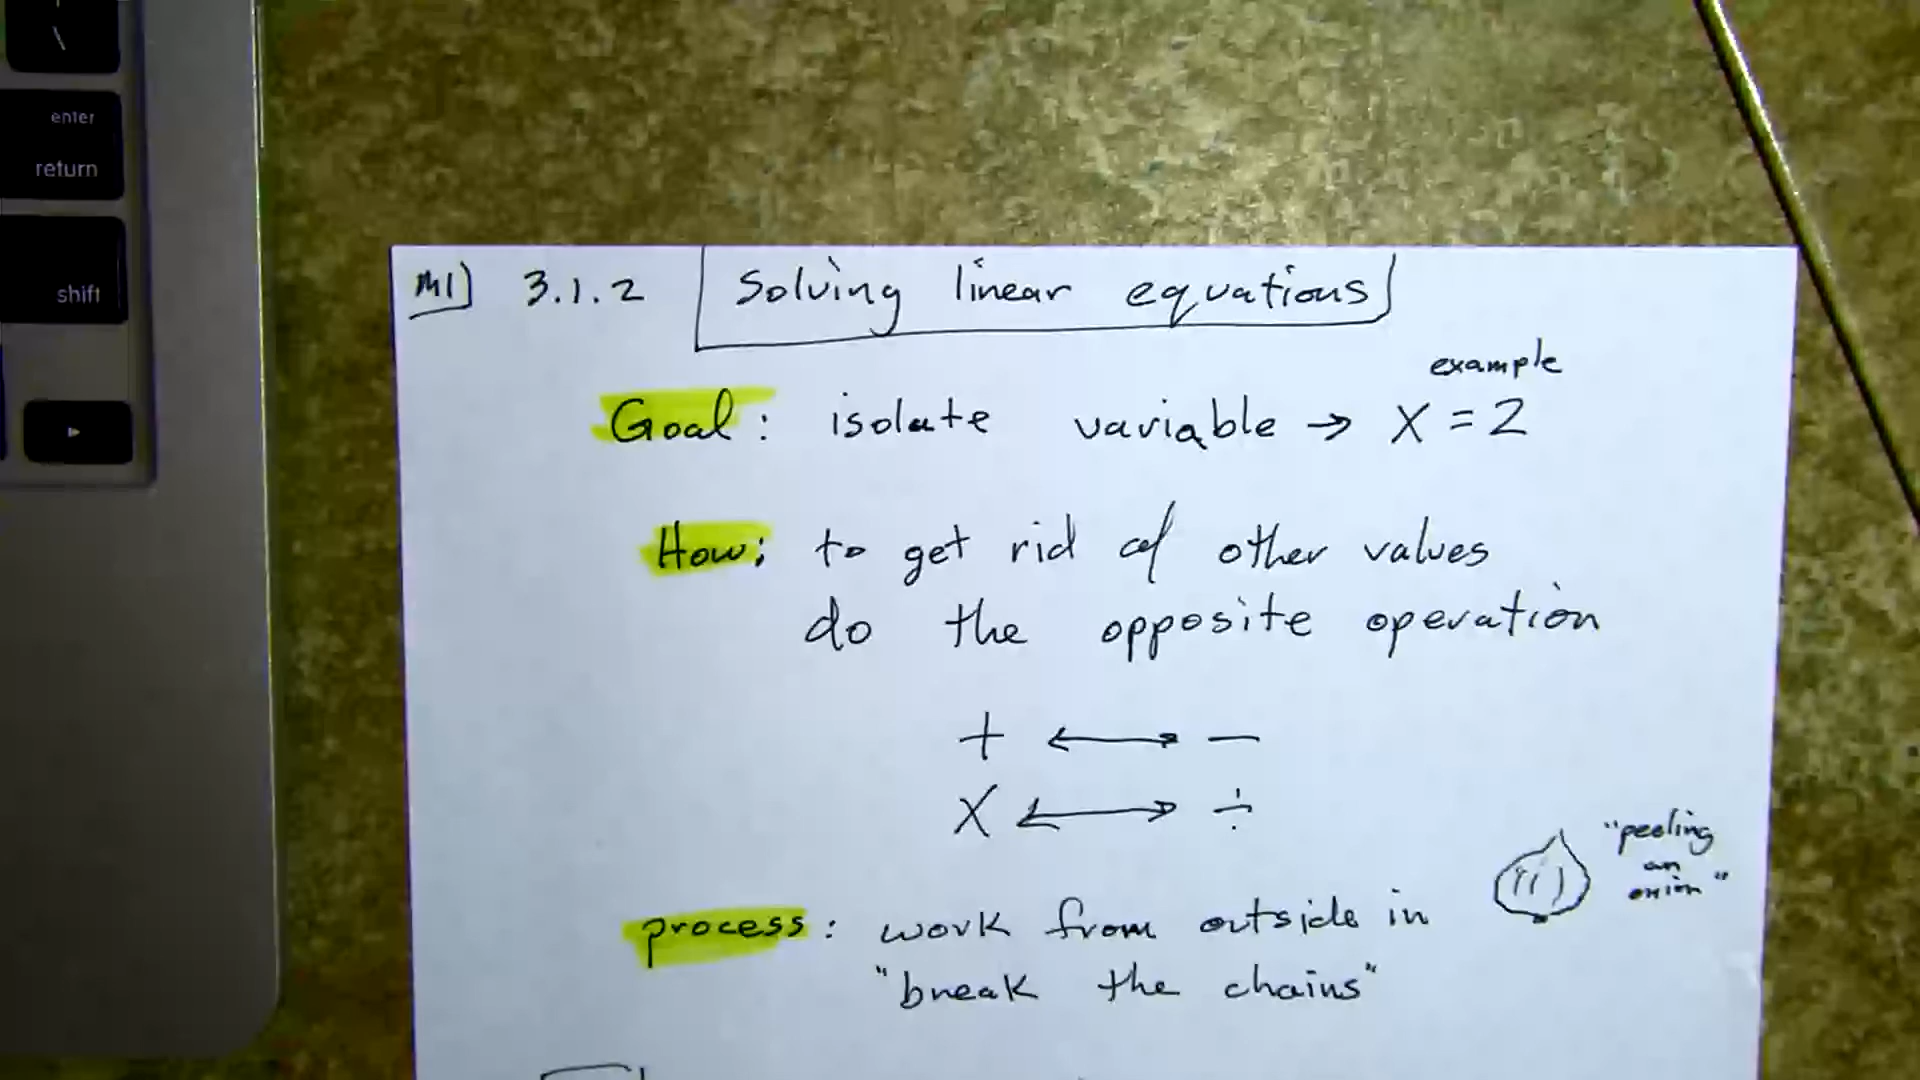 \
enter
return
shift
M1) 3.1.2 Solving linear equations
example
Goal: isolate variable → X = 2
How: to get rid of other values
do the opposite operation
+ ⟷ −
X ⟷ ÷
"peeling
an
onion"
process: work from outside in
"break the chains"